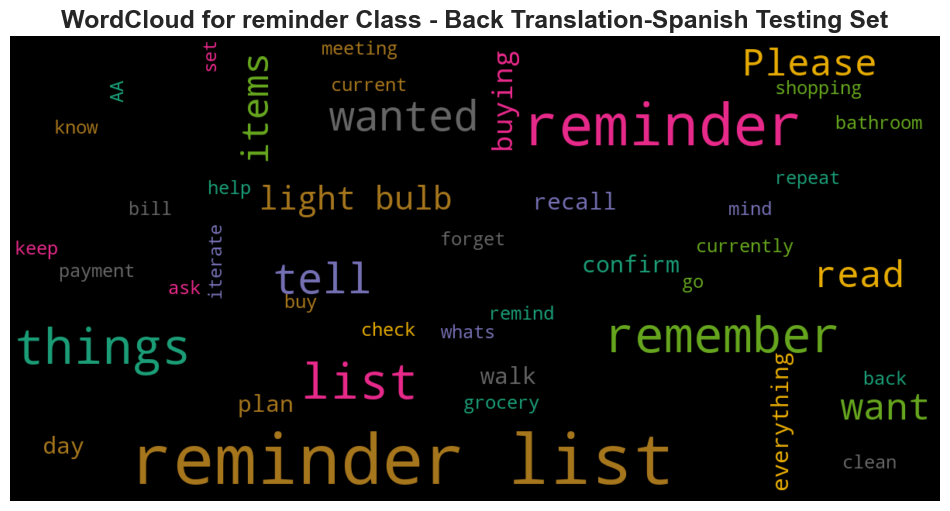 WordCloud for reminder Class - Back Translation-Spanish Testing Set
set
meeting
Please
AA
items
current
wanted
buying
reminder
shopping
know
bathroom
help
light bulb
recall
repeat
bill
mind
keep
iterate
forget
currently
payment
ask
tell
confirm
go
read
buy
remind
things
check
whats
remember
list
walk
everything
back
plan
grocery
want
day
reminder list
clean